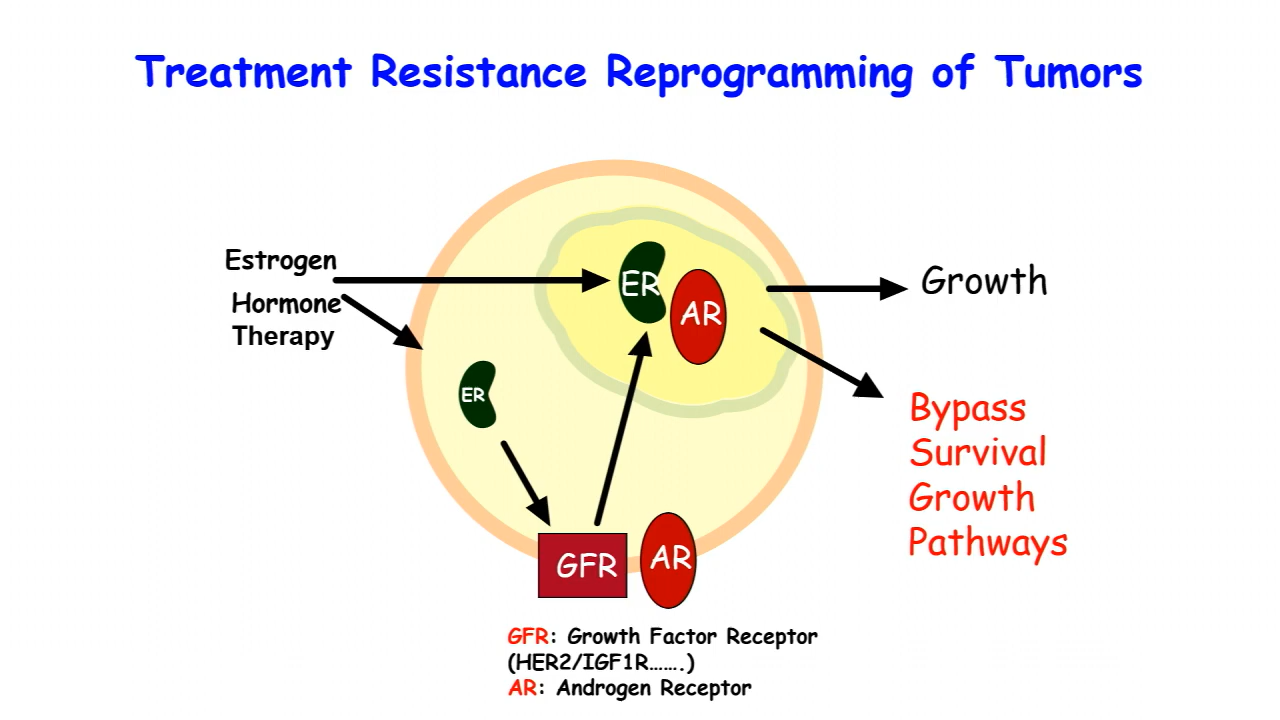 Treatment Resistance Reprogramming of Tumors
Estrogen
Hormone
Therapy
ER
AR
Growth
ER
Bypass
Survival
Growth
Pathways
GFR
AR
GFR: Growth Factor Receptor
(HER2/IGF1R.......)
AR: Androgen Receptor